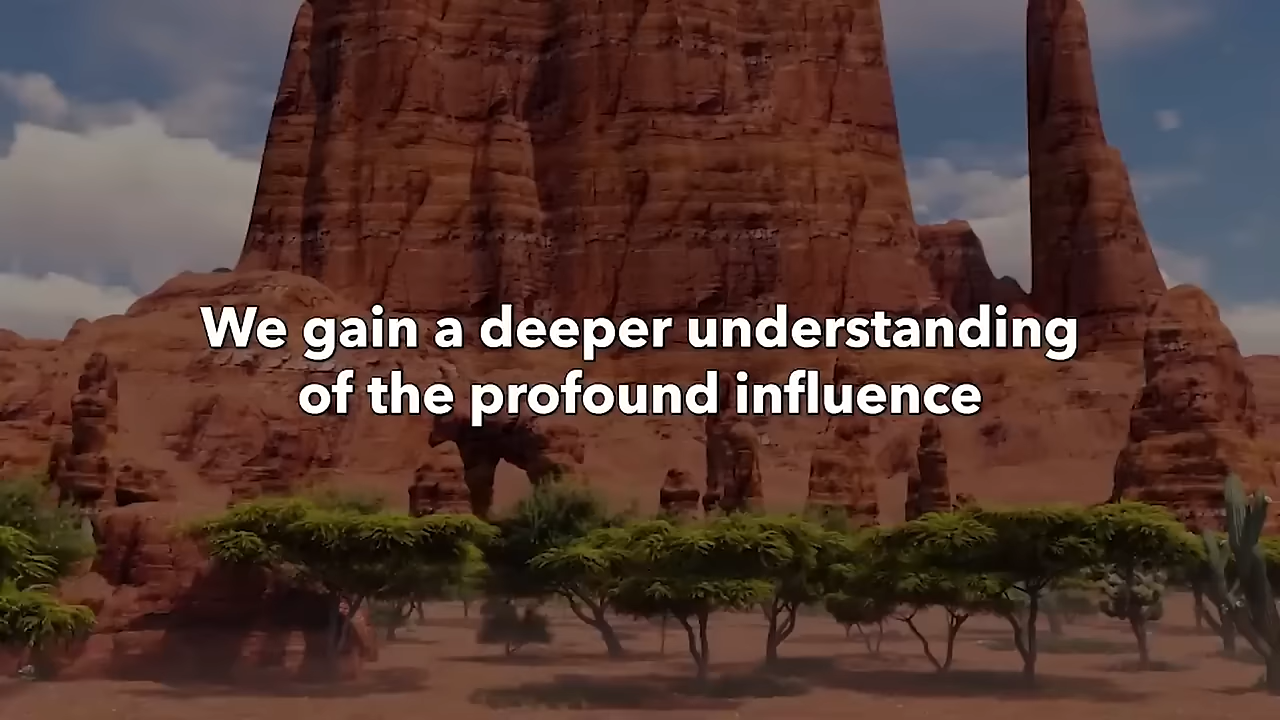 We gain a deeper understanding
of the profound influence